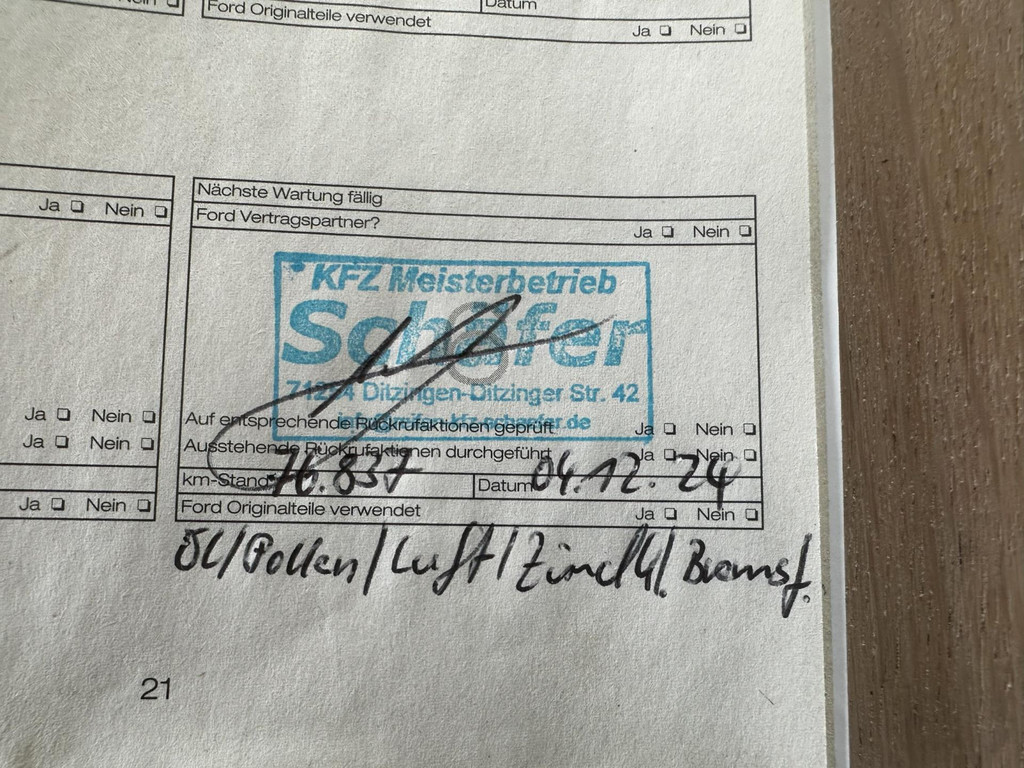 Nein ❏
Datum
Ford Originalteile verwendet
Ja ❏ Nein ❏
Nächste Wartung fällig
Ja ❏ Nein ❏
Ford Vertragspartner?
Ja ❏ Nein ❏
KFZ Meisterbetrieb
Schäfer
71254 Ditzingen-Ditzinger Str. 42
Ja ❏ Nein ❏
Auf entsprechende Rückrufaktionen geprüft
Ja ❏ Nein ❏
Ja ❏ Nein ❏
Ausstehende Rückrufaktionen durchgeführt
Ja ❏ Nein ❏
km-Stand 76.837 Datum 04.12.24
Ja ❏ Nein ❏
Ford Originalteile verwendet
Ja ❏ Nein ❏
Öl/Pollen/Luft/Zündk/Bremsf.
21